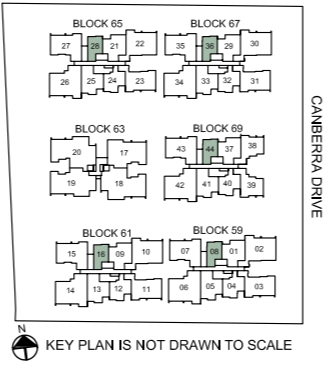 BLOCK 65
27 28 21 22
26 25 24 23
BLOCK 67
35 36 29 30
34 33 32 31
BLOCK 63
20 17
19 18
BLOCK 69
43 44 37 38
42 41 40 39
BLOCK 61
15 16 09 10
14 13 12 11
BLOCK 59
07 08 01 02
06 05 04 03
CANBERRA DRIVE
N
KEY PLAN IS NOT DRAWN TO SCALE